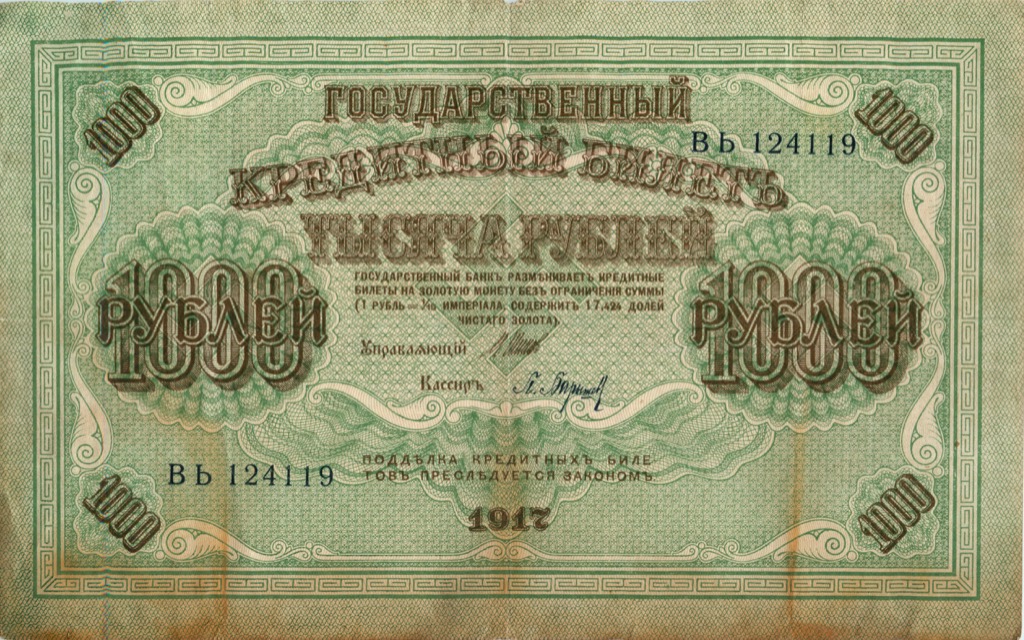 1000
1000
ГОСУДАРСТВЕННЫЙ
ВЬ 124119
КРЕДИТНЫЙ БИЛЕТЪ
ТЫСЯЧА РУБЛЕЙ
ГОСУДАРСТВЕННЫЙ БАНКЪ РАЗМѢНИВАЕТЪ КРЕДИТНЫЕ
БИЛЕТЫ НА ЗОЛОТУЮ МОНЕТУ БЕЗЪ ОГРАНИЧЕНІЯ СУММЫ
(1 РУБЛЬ = 1/10 ИМПЕРІАЛА, СОДЕРЖИТЪ 17,424 ДОЛЕЙ
ЧИСТАГО ЗОЛОТА).
1000 РУБЛЕЙ
1000 РУБЛЕЙ
Управляющій
Кассиръ
ПОДДѢЛКА КРЕДИТНЫХЪ БИЛЕ
ТОВЪ ПРЕСЛѢДУЕТСЯ ЗАКОНОМЪ.
ВЬ 124119
1000
1917
1000